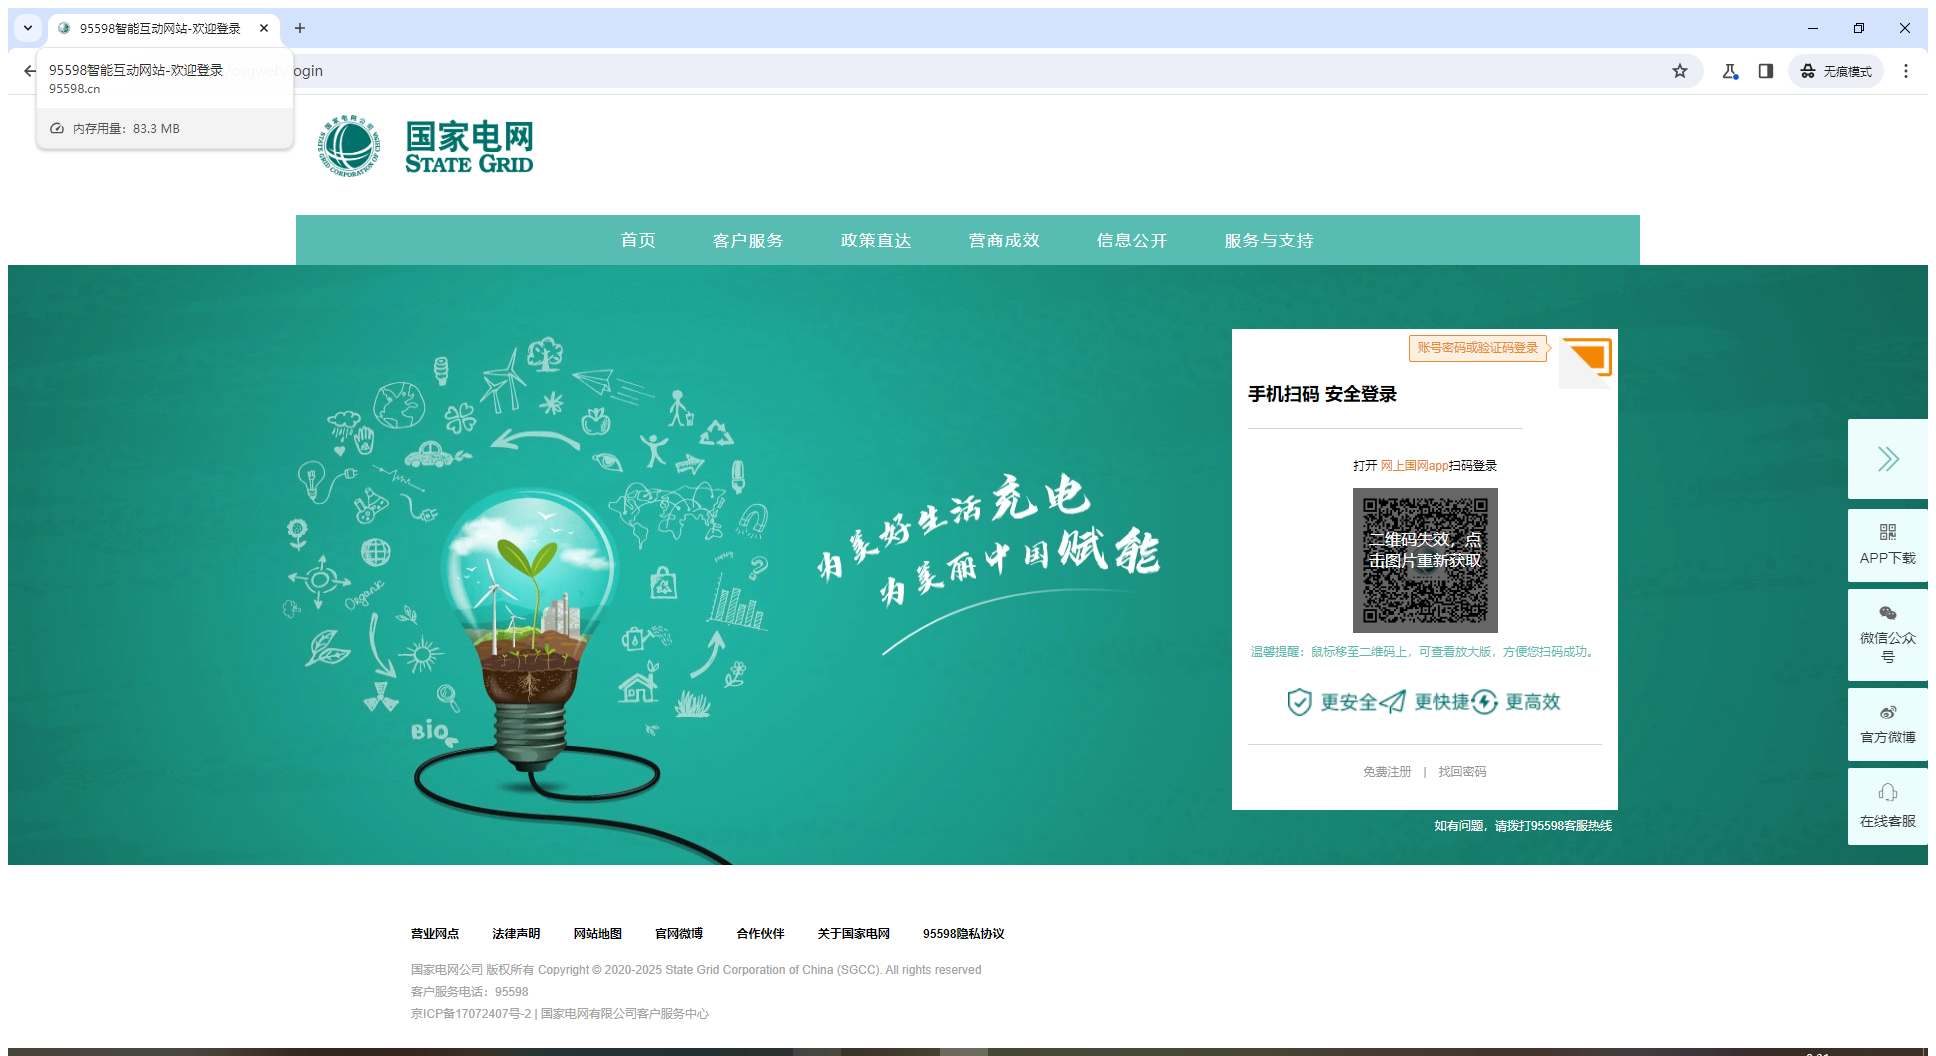 95598智能互动网站-欢迎登录
95598智能互动网站-欢迎登录
95598.cn
/osgweb/login
无痕模式
内存用量：83.3 MB
国家电网
STATE GRID
首页 客户服务 政策直达 营商成效 信息公开 服务与支持
账号密码或验证码登录
手机扫码 安全登录
打开 网上国网app扫码登录
二维码失效，点
击图片重新获取
温馨提醒：鼠标移至二维码上，可查看放大版，方便您扫码成功。
更安全 更快捷 更高效
免费注册 | 找回密码
如有问题，请拨打95598客服热线
为美好生活充电
为美丽中国赋能
Organic
Bio
APP下载
微信公众
号
官方微博
在线客服
营业网点 法律声明 网站地图 官网微博 合作伙伴 关于国家电网 95598隐私协议
国家电网公司 版权所有 Copyright © 2020-2025 State Grid Corporation of China (SGCC). All rights reserved
客户服务电话：95598
京ICP备17072407号-2 | 国家电网有限公司客户服务中心